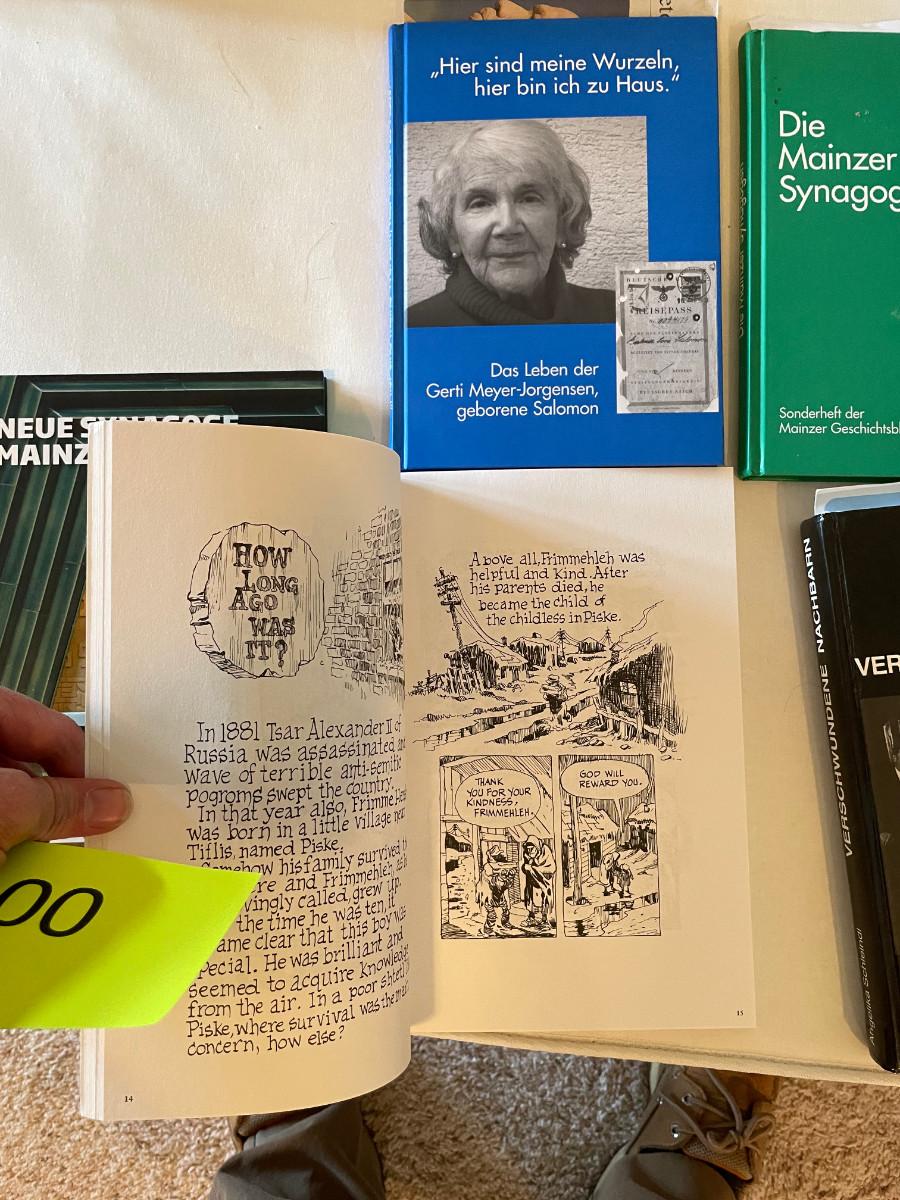 „Hier sind meine Wurzeln,
hier bin ich zu Haus.“
REISEPASS
DEUTSCHES REICH
Das Leben der
Gerti Meyer-Jorgensen,
geborene Salomon
Die
Mainzer
Synagog
Sonderheft der
Mainzer Geschichtsbl
NEUE SYNAGOGE
MAINZ
HOW
LONG
AGO
WAS
IT?
In 1881 Tsar Alexander II of
Russia was assassinated
wave of terrible anti-semitic
pogroms swept the country.
In that year also,
was born in a little village
Tiflis, named Piske.
Somehow his family survived
and Frimmehleh,
called, grew up.
the time he was ten, it
ame clear that this boy was
pecial. He was brilliant and
seemed to acquire knowledge
from the air. In a poor shtetl
Piske, where survival was the
concern, how else?
14
Above all, Frimmehleh was
helpful and kind. After
his parents died, he
became the child of
the childless in Piske.
THANK
YOU FOR YOUR
KINDNESS,
FRIMMEHLEH.
GOD WILL
REWARD YOU.
15
00
VERSCHWUNDENE NACHBARN
Angelika Schleindl
VER